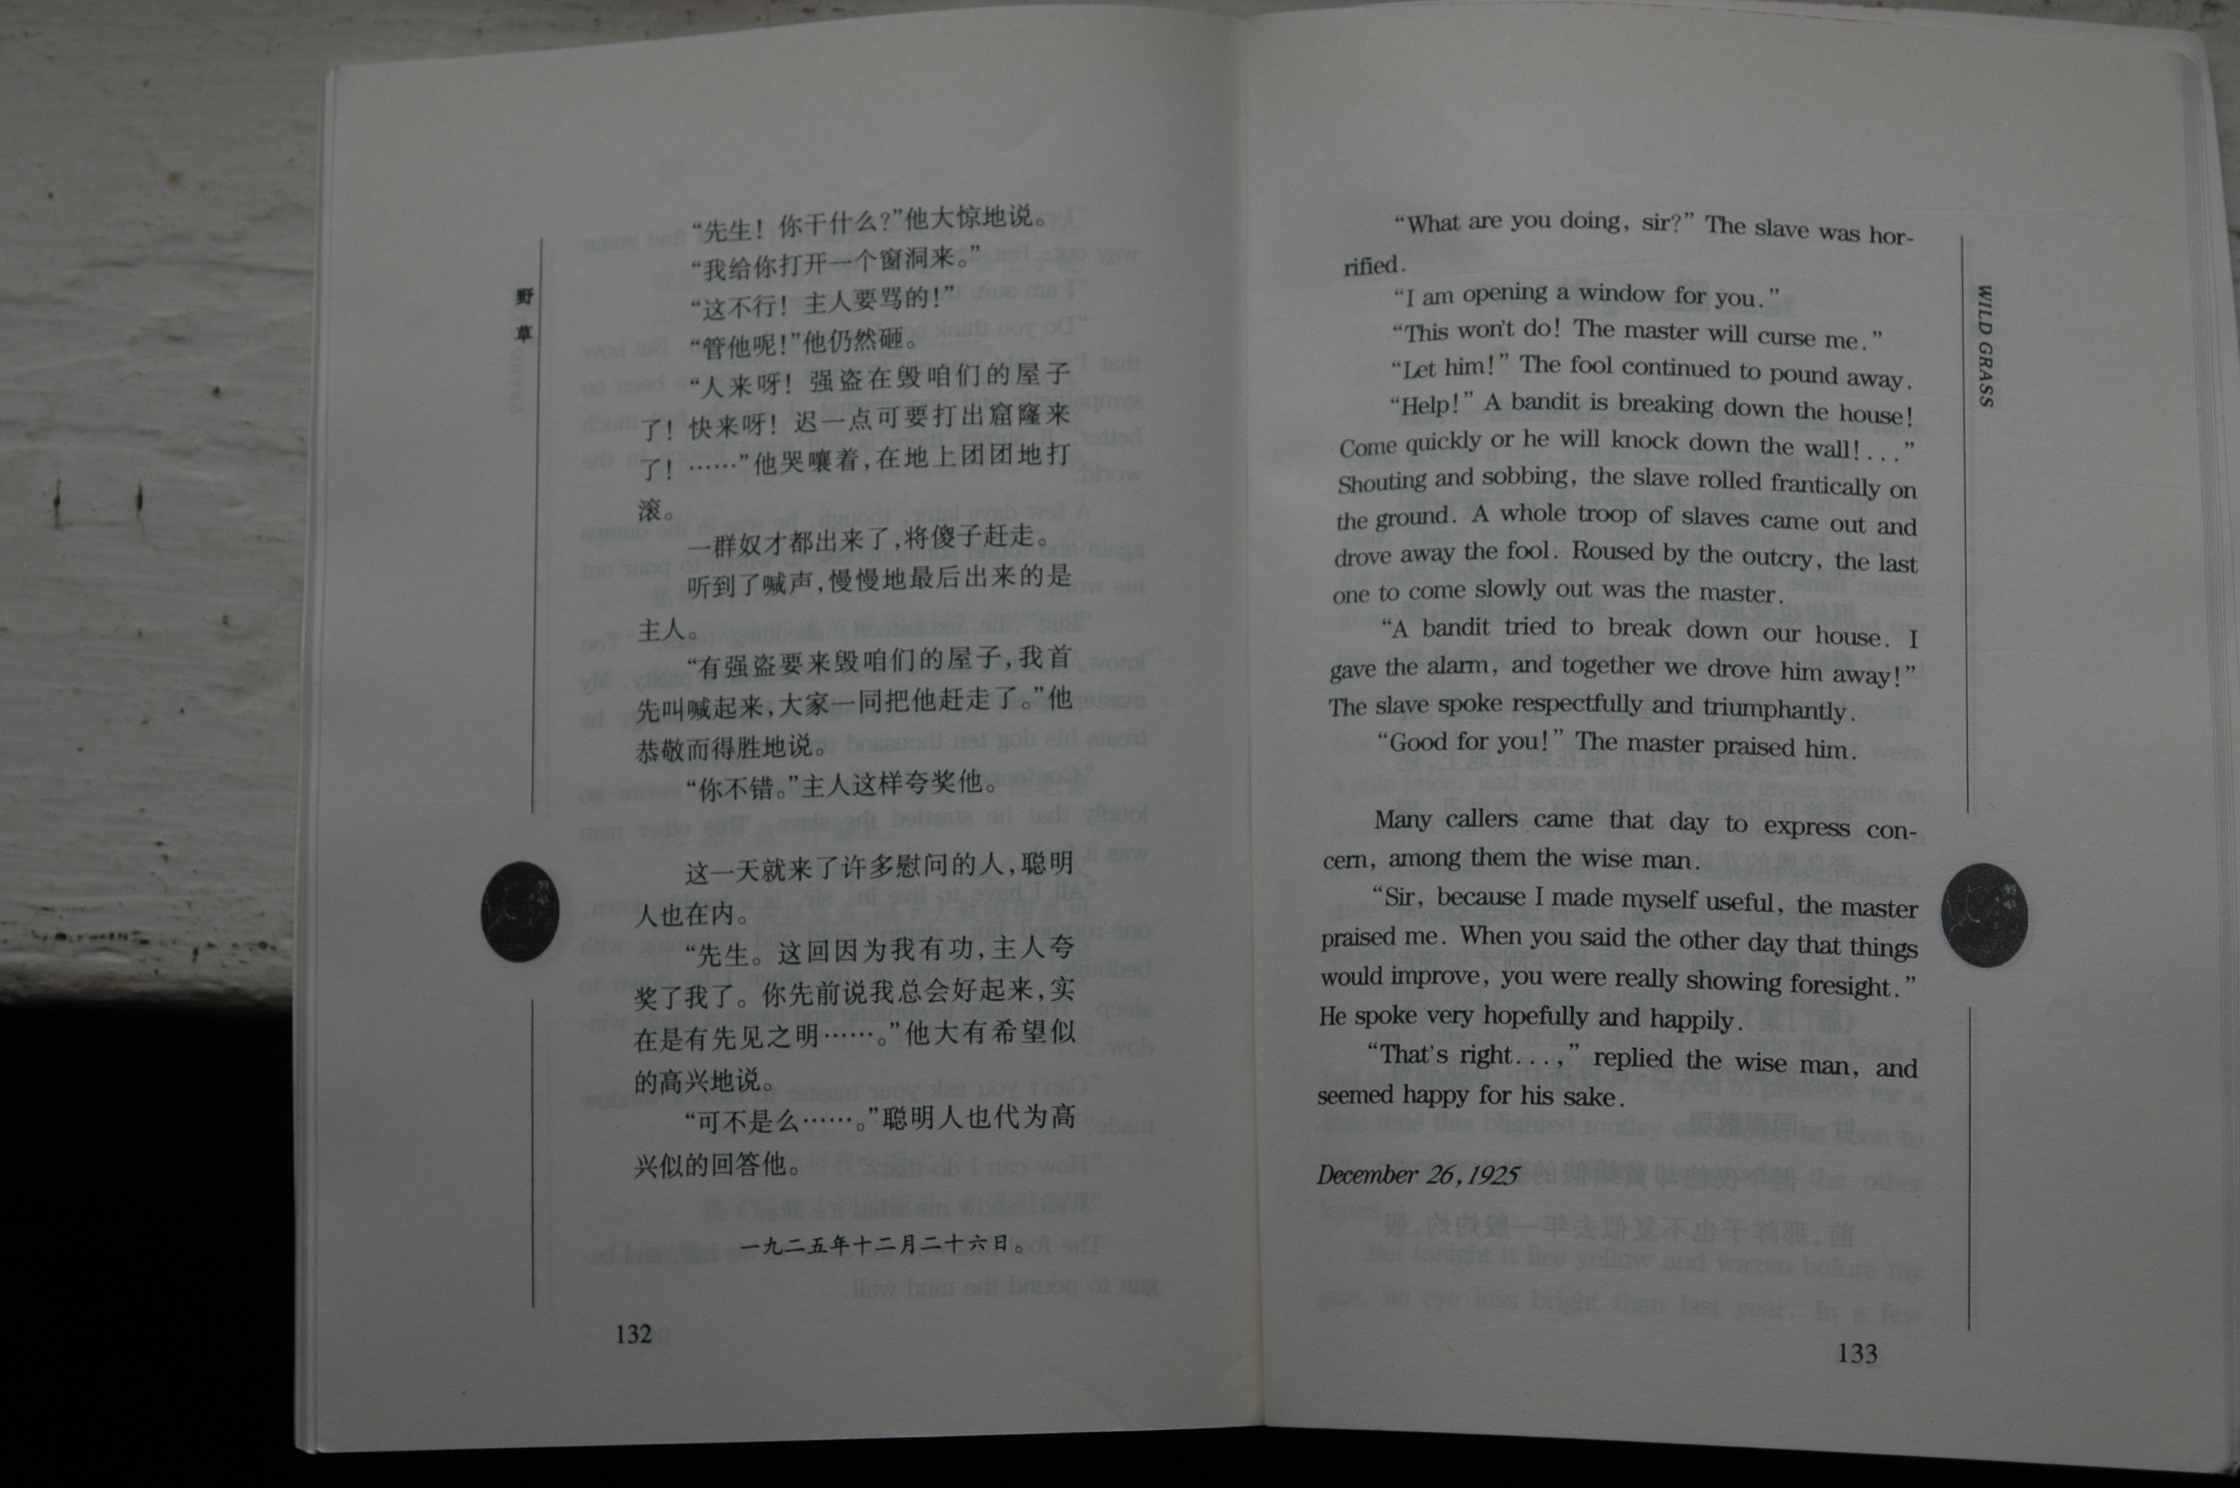 野草
“先生！你干什么？”他大惊地说。
“我给你打开一个窗洞来。”
“这不行！主人要骂的！”
“管他呢！”他仍然砸。
“人来呀！强盗在毁咱们的屋子
了！快来呀！迟一点可要打出窟窿来
了！……”他哭嚷着，在地上团团地打
滚。
一群奴才都出来了，将傻子赶走。
听到了喊声，慢慢地最后出来的是
主人。
“有强盗要来毁咱们的屋子，我首
先叫喊起来，大家一同把他赶走了。”他
恭敬而得胜地说。
“你不错。”主人这样夸奖他。
这一天就来了许多慰问的人，聪明
人也在内。
“先生。这回因为我有功，主人夸
奖了我了。你先前说我总会好起来，实
在是有先见之明……。”他大有希望似
的高兴地说。
“可不是么……。”聪明人也代为高
兴似的回答他。
一九二五年十二月二十六日。
132
“What are you doing, sir?” The slave was hor-
rified.
“I am opening a window for you.”
“This won't do! The master will curse me.”
“Let him!” The fool continued to pound away.
“Help!” A bandit is breaking down the house!
Come quickly or he will knock down the wall!...”
Shouting and sobbing, the slave rolled frantically on
the ground. A whole troop of slaves came out and
drove away the fool. Roused by the outcry, the last
one to come slowly out was the master.
“A bandit tried to break down our house. I
gave the alarm, and together we drove him away!”
The slave spoke respectfully and triumphantly.
“Good for you!” The master praised him.
Many callers came that day to express con-
cern, among them the wise man.
“Sir, because I made myself useful, the master
praised me. When you said the other day that things
would improve, you were really showing foresight.”
He spoke very hopefully and happily.
“That's right...,” replied the wise man, and
seemed happy for his sake.
December 26, 1925
133
WILD GRASS